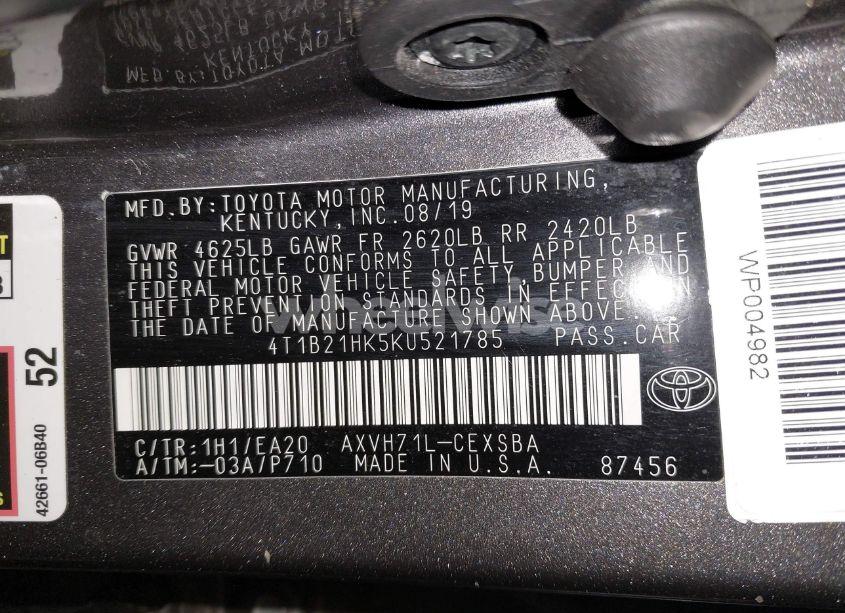 MFD.BY:TOYOTA MOTOR MANUFACTURING,
KENTUCKY,INC.08/19
GVWR 4625LB GAWR FR 2620LB RR 2420LB
THIS VEHICLE CONFORMS TO ALL APPLICABLE
FEDERAL MOTOR VEHICLE SAFETY,BUMPER AND
THEFT PREVENTION STANDARDS IN EFFECT ON
THE DATE OF MANUFACTURE SHOWN ABOVE.
4T1B21HK5KU521785 PASS.CAR
C/TR:1H1/EA20 AXVH71L-CEXSBA
A/TM:-03A/P710 MADE IN U.S.A. 87456
52
42661-06B40
WP004982
wheelwise